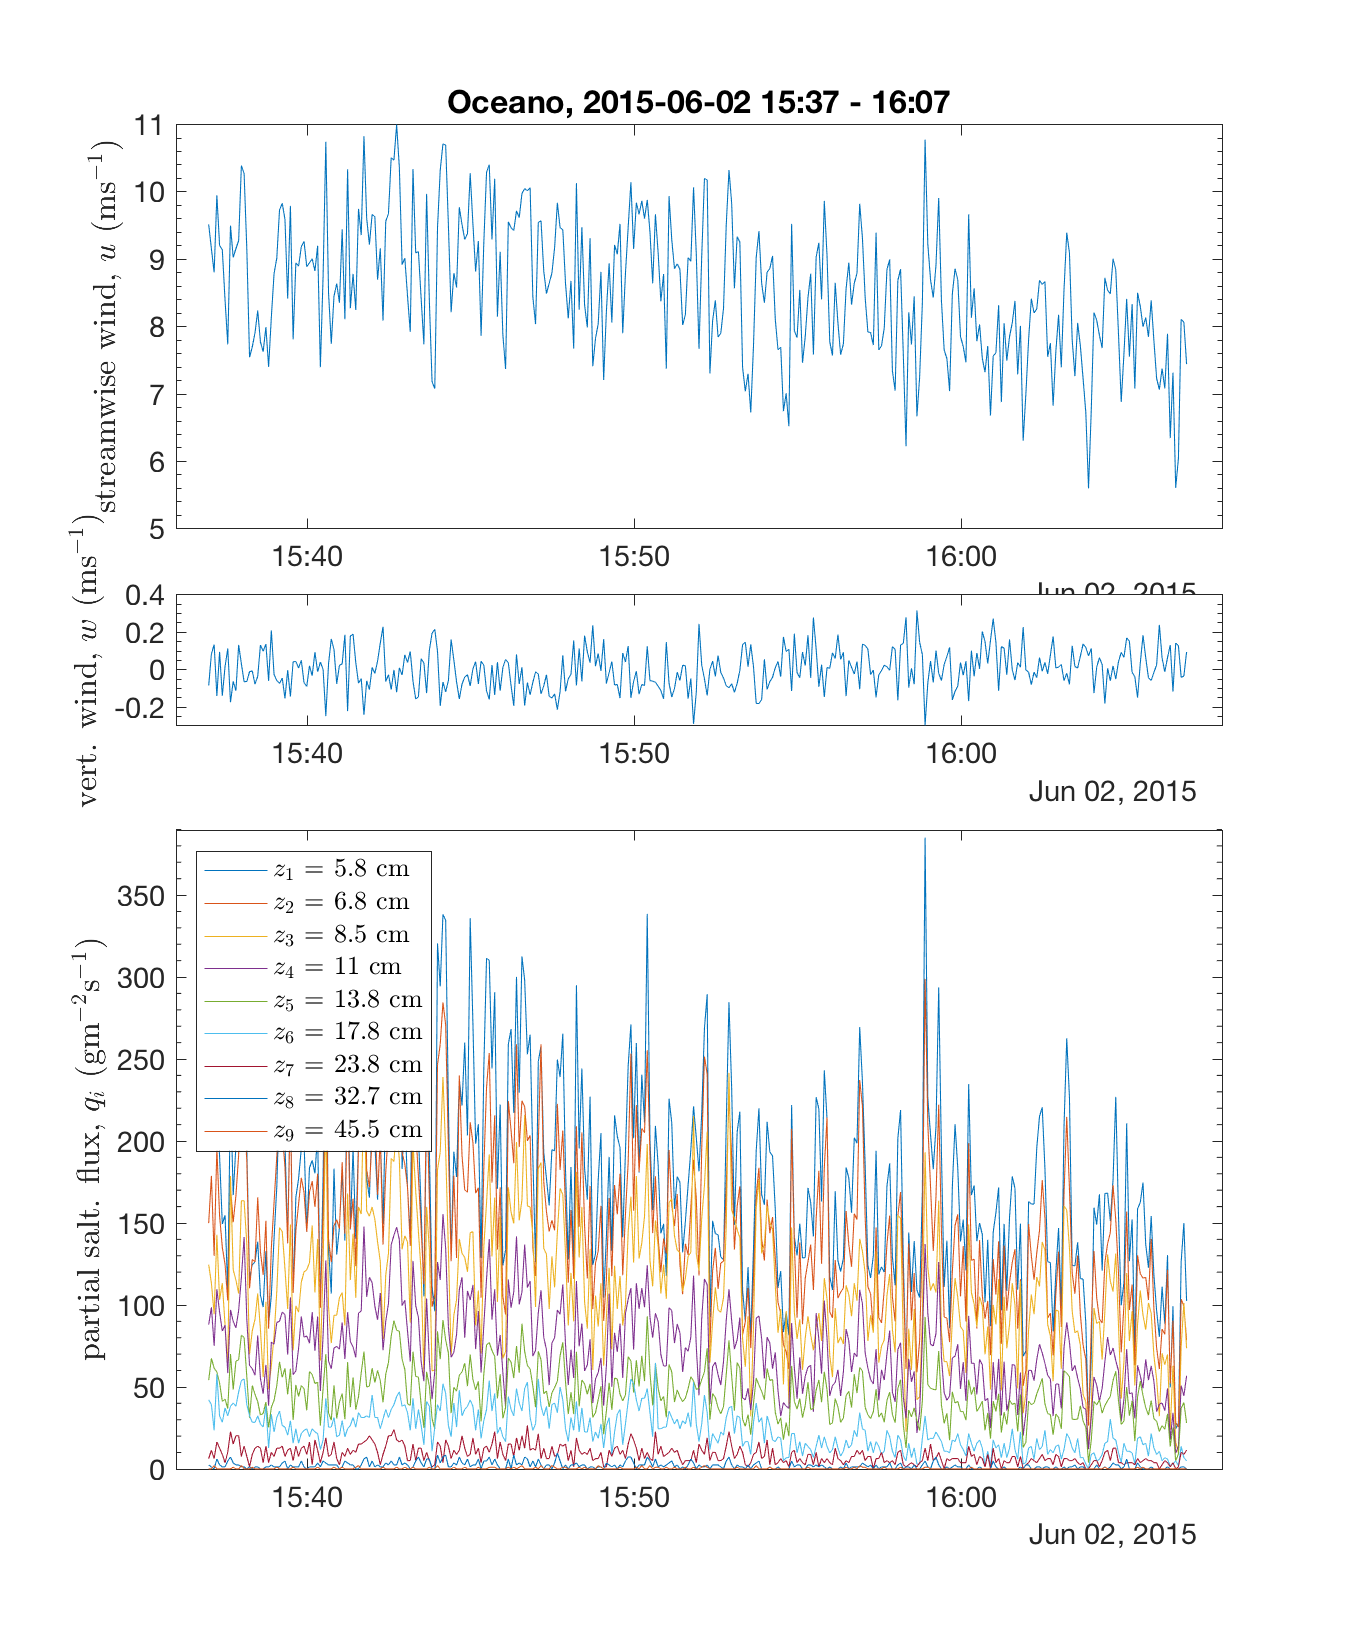 Oceano, 2015-06-02 15:37 - 16:07
streamwise wind, u (ms⁻¹)
11
10
9
8
7
6
5
15:40 15:50 16:00
Jun 02, 2015
vert. wind, w (ms⁻¹)
0.4
0.2
0
-0.2
15:40 15:50 16:00
Jun 02, 2015
partial salt. flux, qᵢ (gm⁻²s⁻¹)
350
300
250
200
150
100
50
0
z₁ = 5.8 cm
z₂ = 6.8 cm
z₃ = 8.5 cm
z₄ = 11 cm
z₅ = 13.8 cm
z₆ = 17.8 cm
z₇ = 23.8 cm
z₈ = 32.7 cm
z₉ = 45.5 cm
15:40 15:50 16:00
Jun 02, 2015